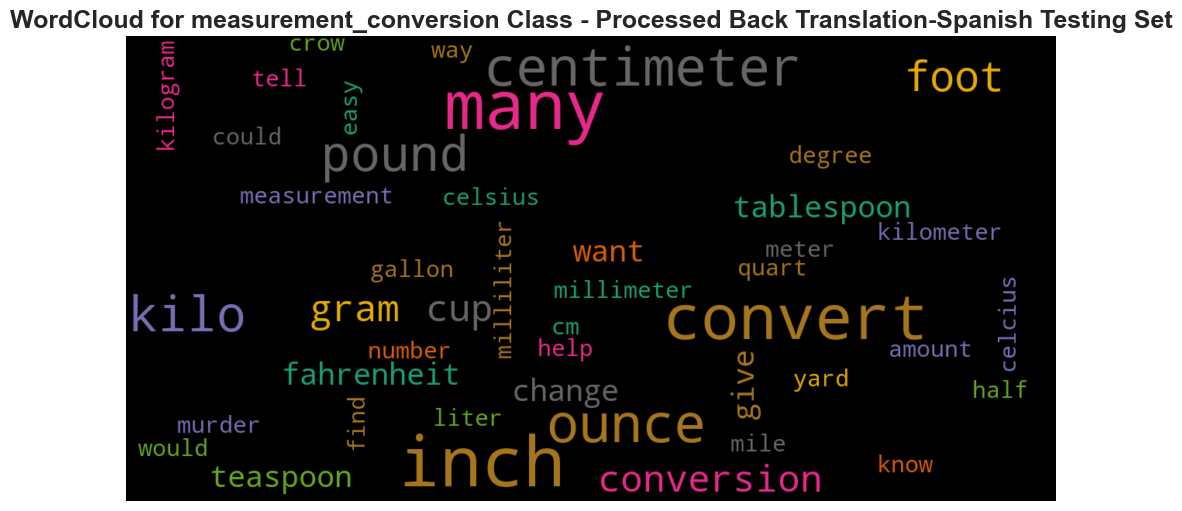 WordCloud for measurement_conversion Class - Processed Back Translation-Spanish Testing Set
crow
way
kilogram
tell
easy
centimeter
foot
many
could
pound
degree
measurement
celsius
tablespoon
kilometer
want
meter
quart
gallon
milliliter
millimeter
kilo
gram
cup
convert
celcius
cm
number
help
amount
fahrenheit
change
give
yard
half
find
liter
murder
ounce
mile
would
inch
know
teaspoon
conversion